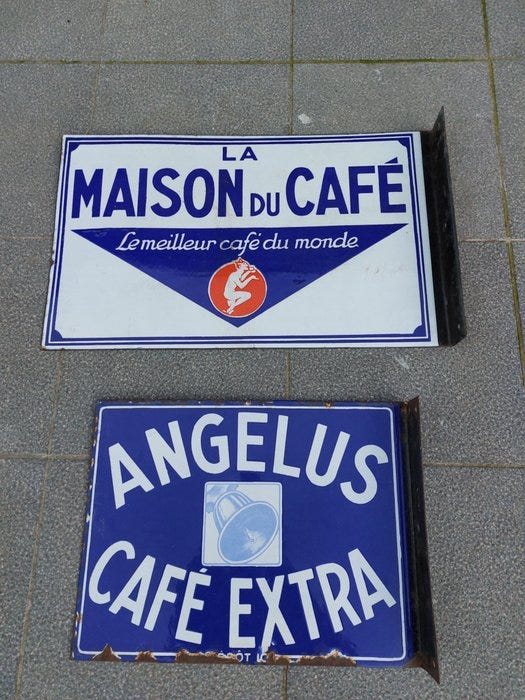 LA
MAISON DU CAFÉ
Le meilleur café du monde
ANGELUS
CAFÉ EXTRA